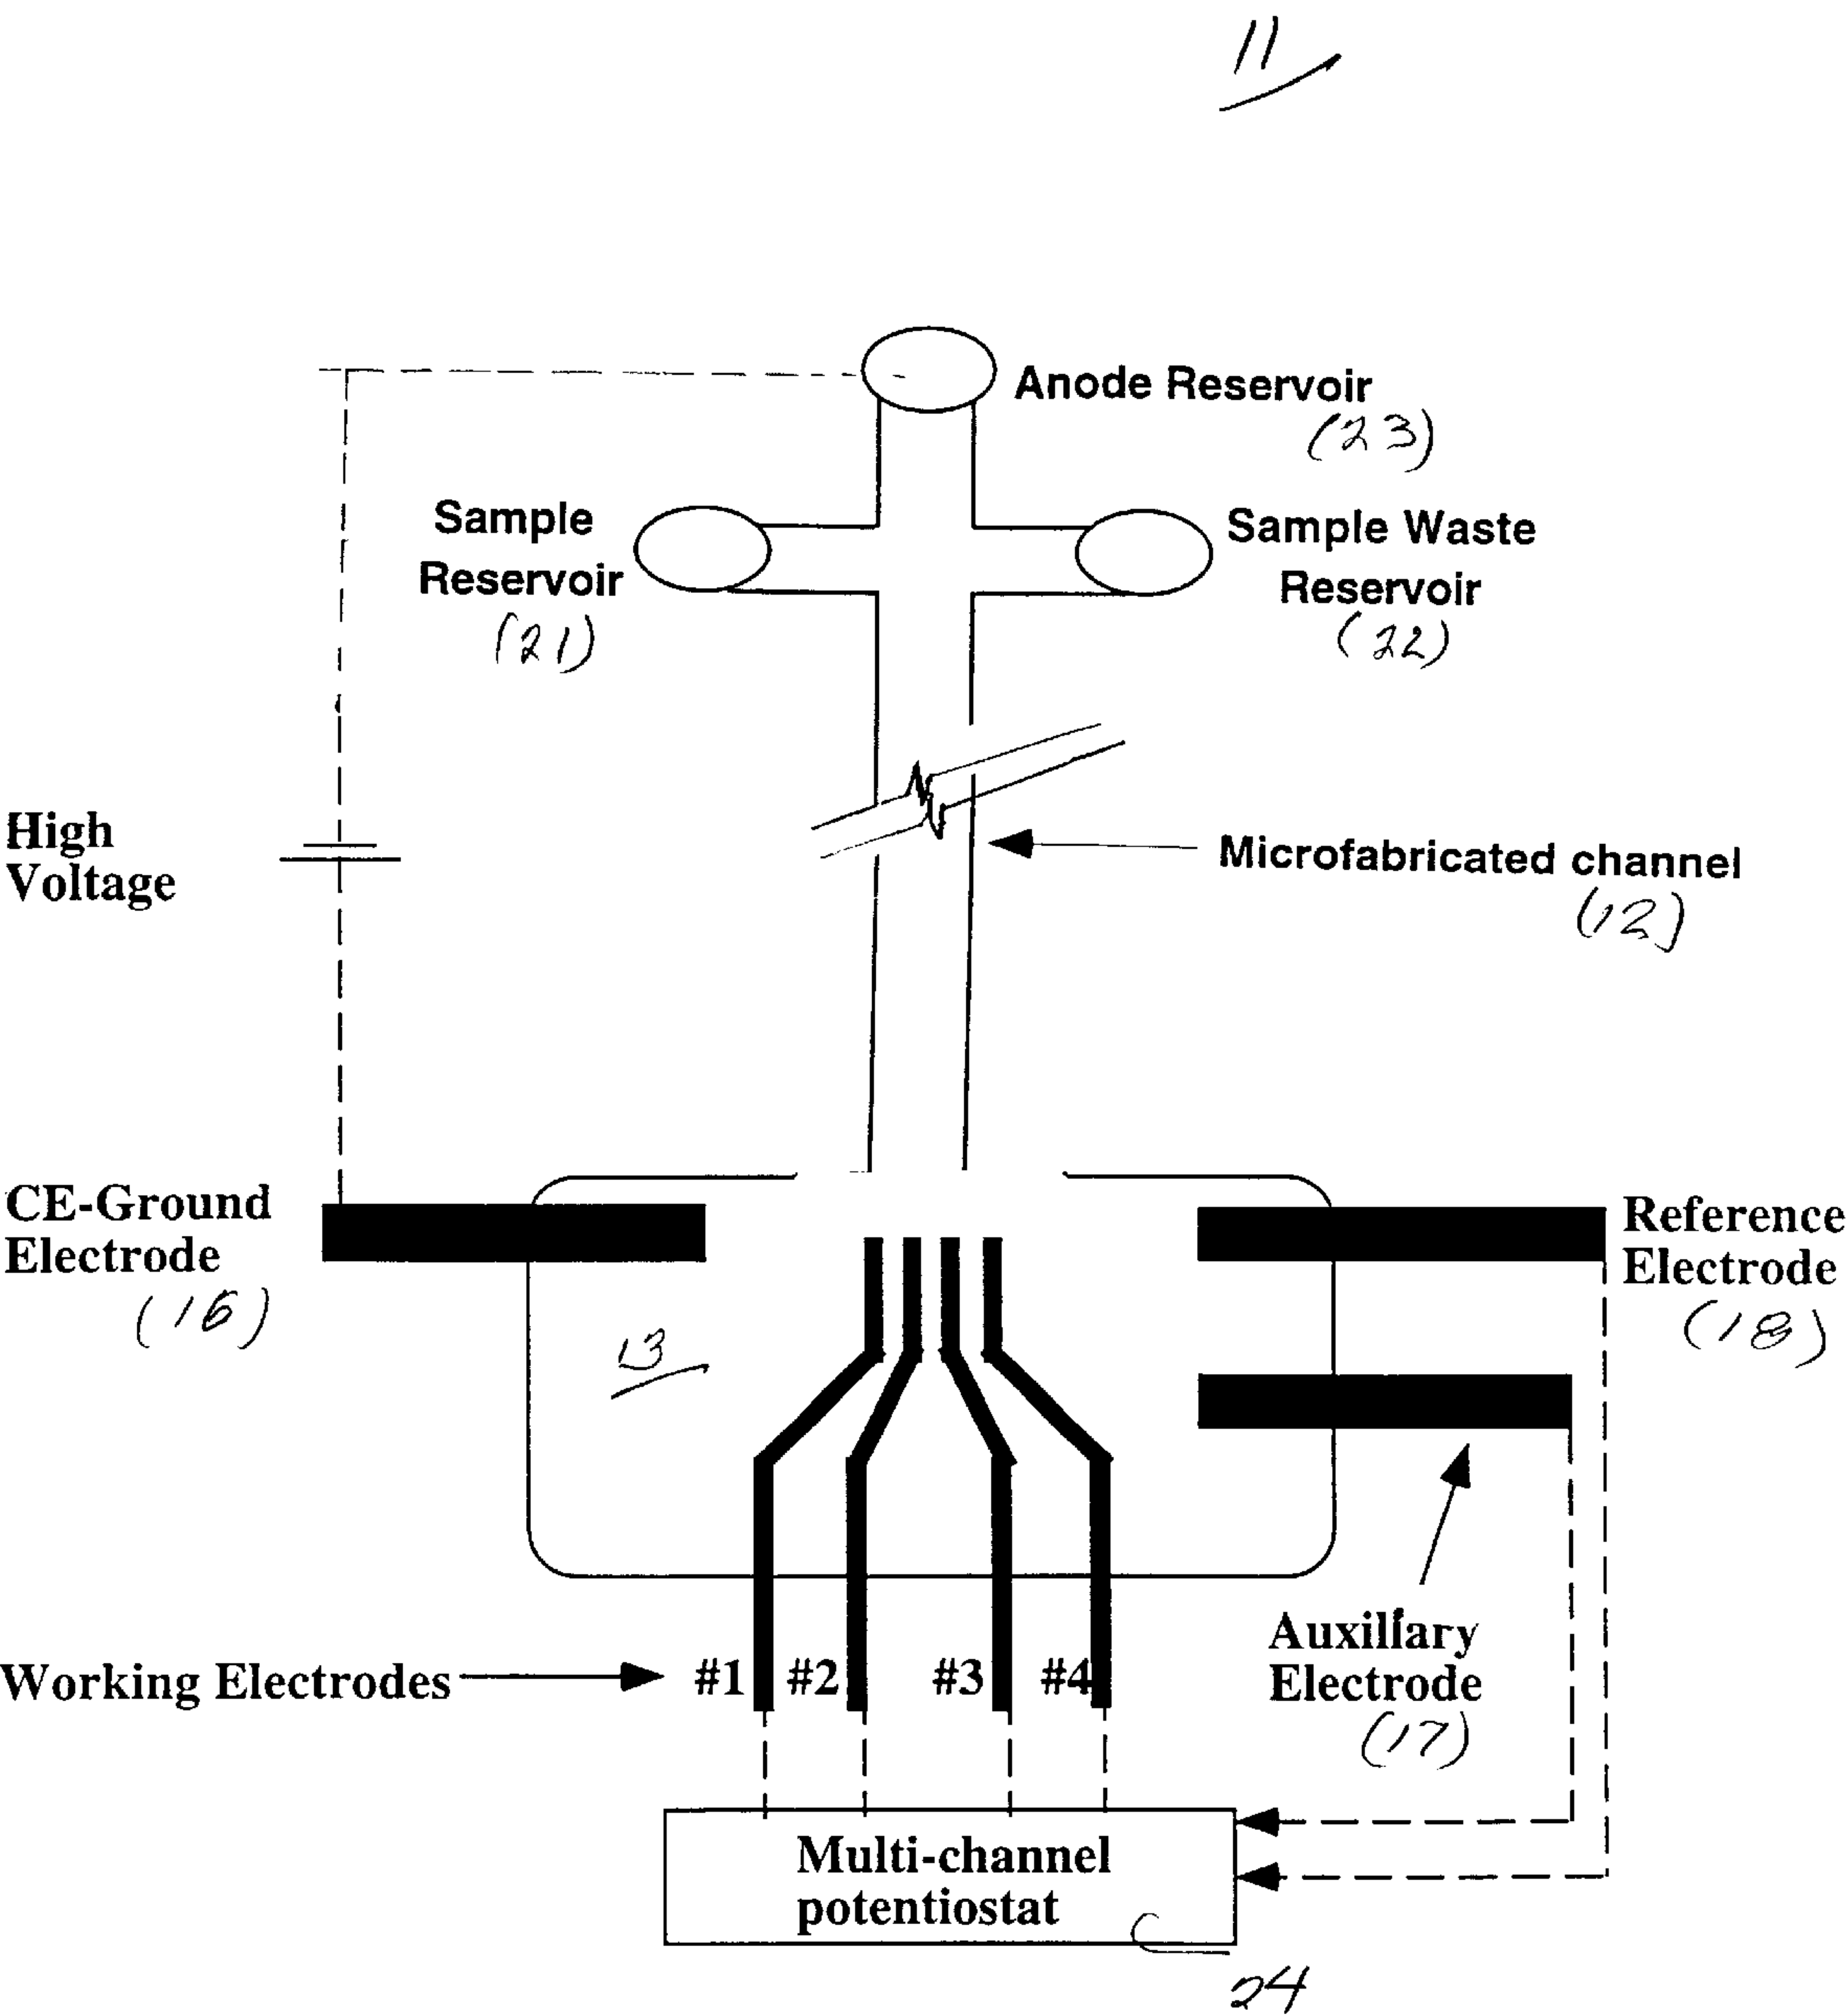 11
Anode Reservoir
(23)
Sample
Reservoir
(21)
Sample Waste
Reservoir
(22)
High
Voltage
Microfabricated channel
(12)
CE-Ground
Electrode
(16)
Reference
Electrode
(18)
13
Working Electrodes
#1 #2 #3 #4
Auxillary
Electrode
(17)
Multi-channel
potentiostat
24